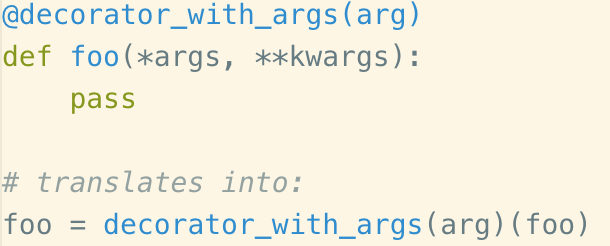 @decorator_with_args(arg)
def foo(*args, **kwargs):
    pass

# translates into:
foo = decorator_with_args(arg)(foo)